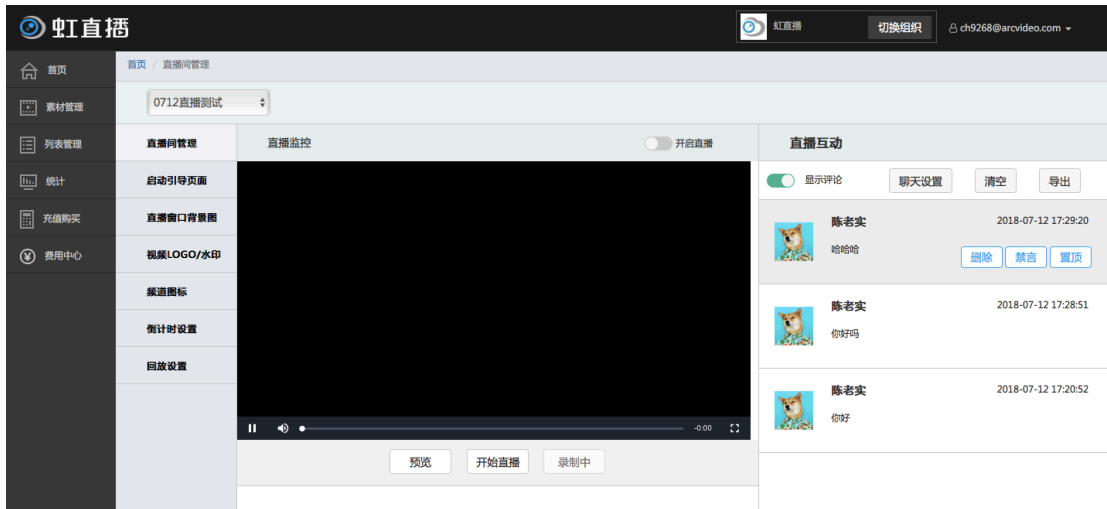 虹直播
虹直播 切换组织 ch9268@arcvideo.com
首页
素材管理
列表管理
统计
充值购买
费用中心
首页 / 直播间管理
0712直播测试
直播间管理
启动引导页面
直播窗口背景图
视频LOGO/水印
频道图标
倒计时设置
回放设置
直播监控 开启直播
-0:00
预览 开始直播 录制中
直播互动
显示评论 聊天设置 清空 导出
陈老实 2018-07-12 17:29:20
哈哈哈 删除 禁言 置顶
陈老实 2018-07-12 17:28:51
你好吗
陈老实 2018-07-12 17:20:52
你好